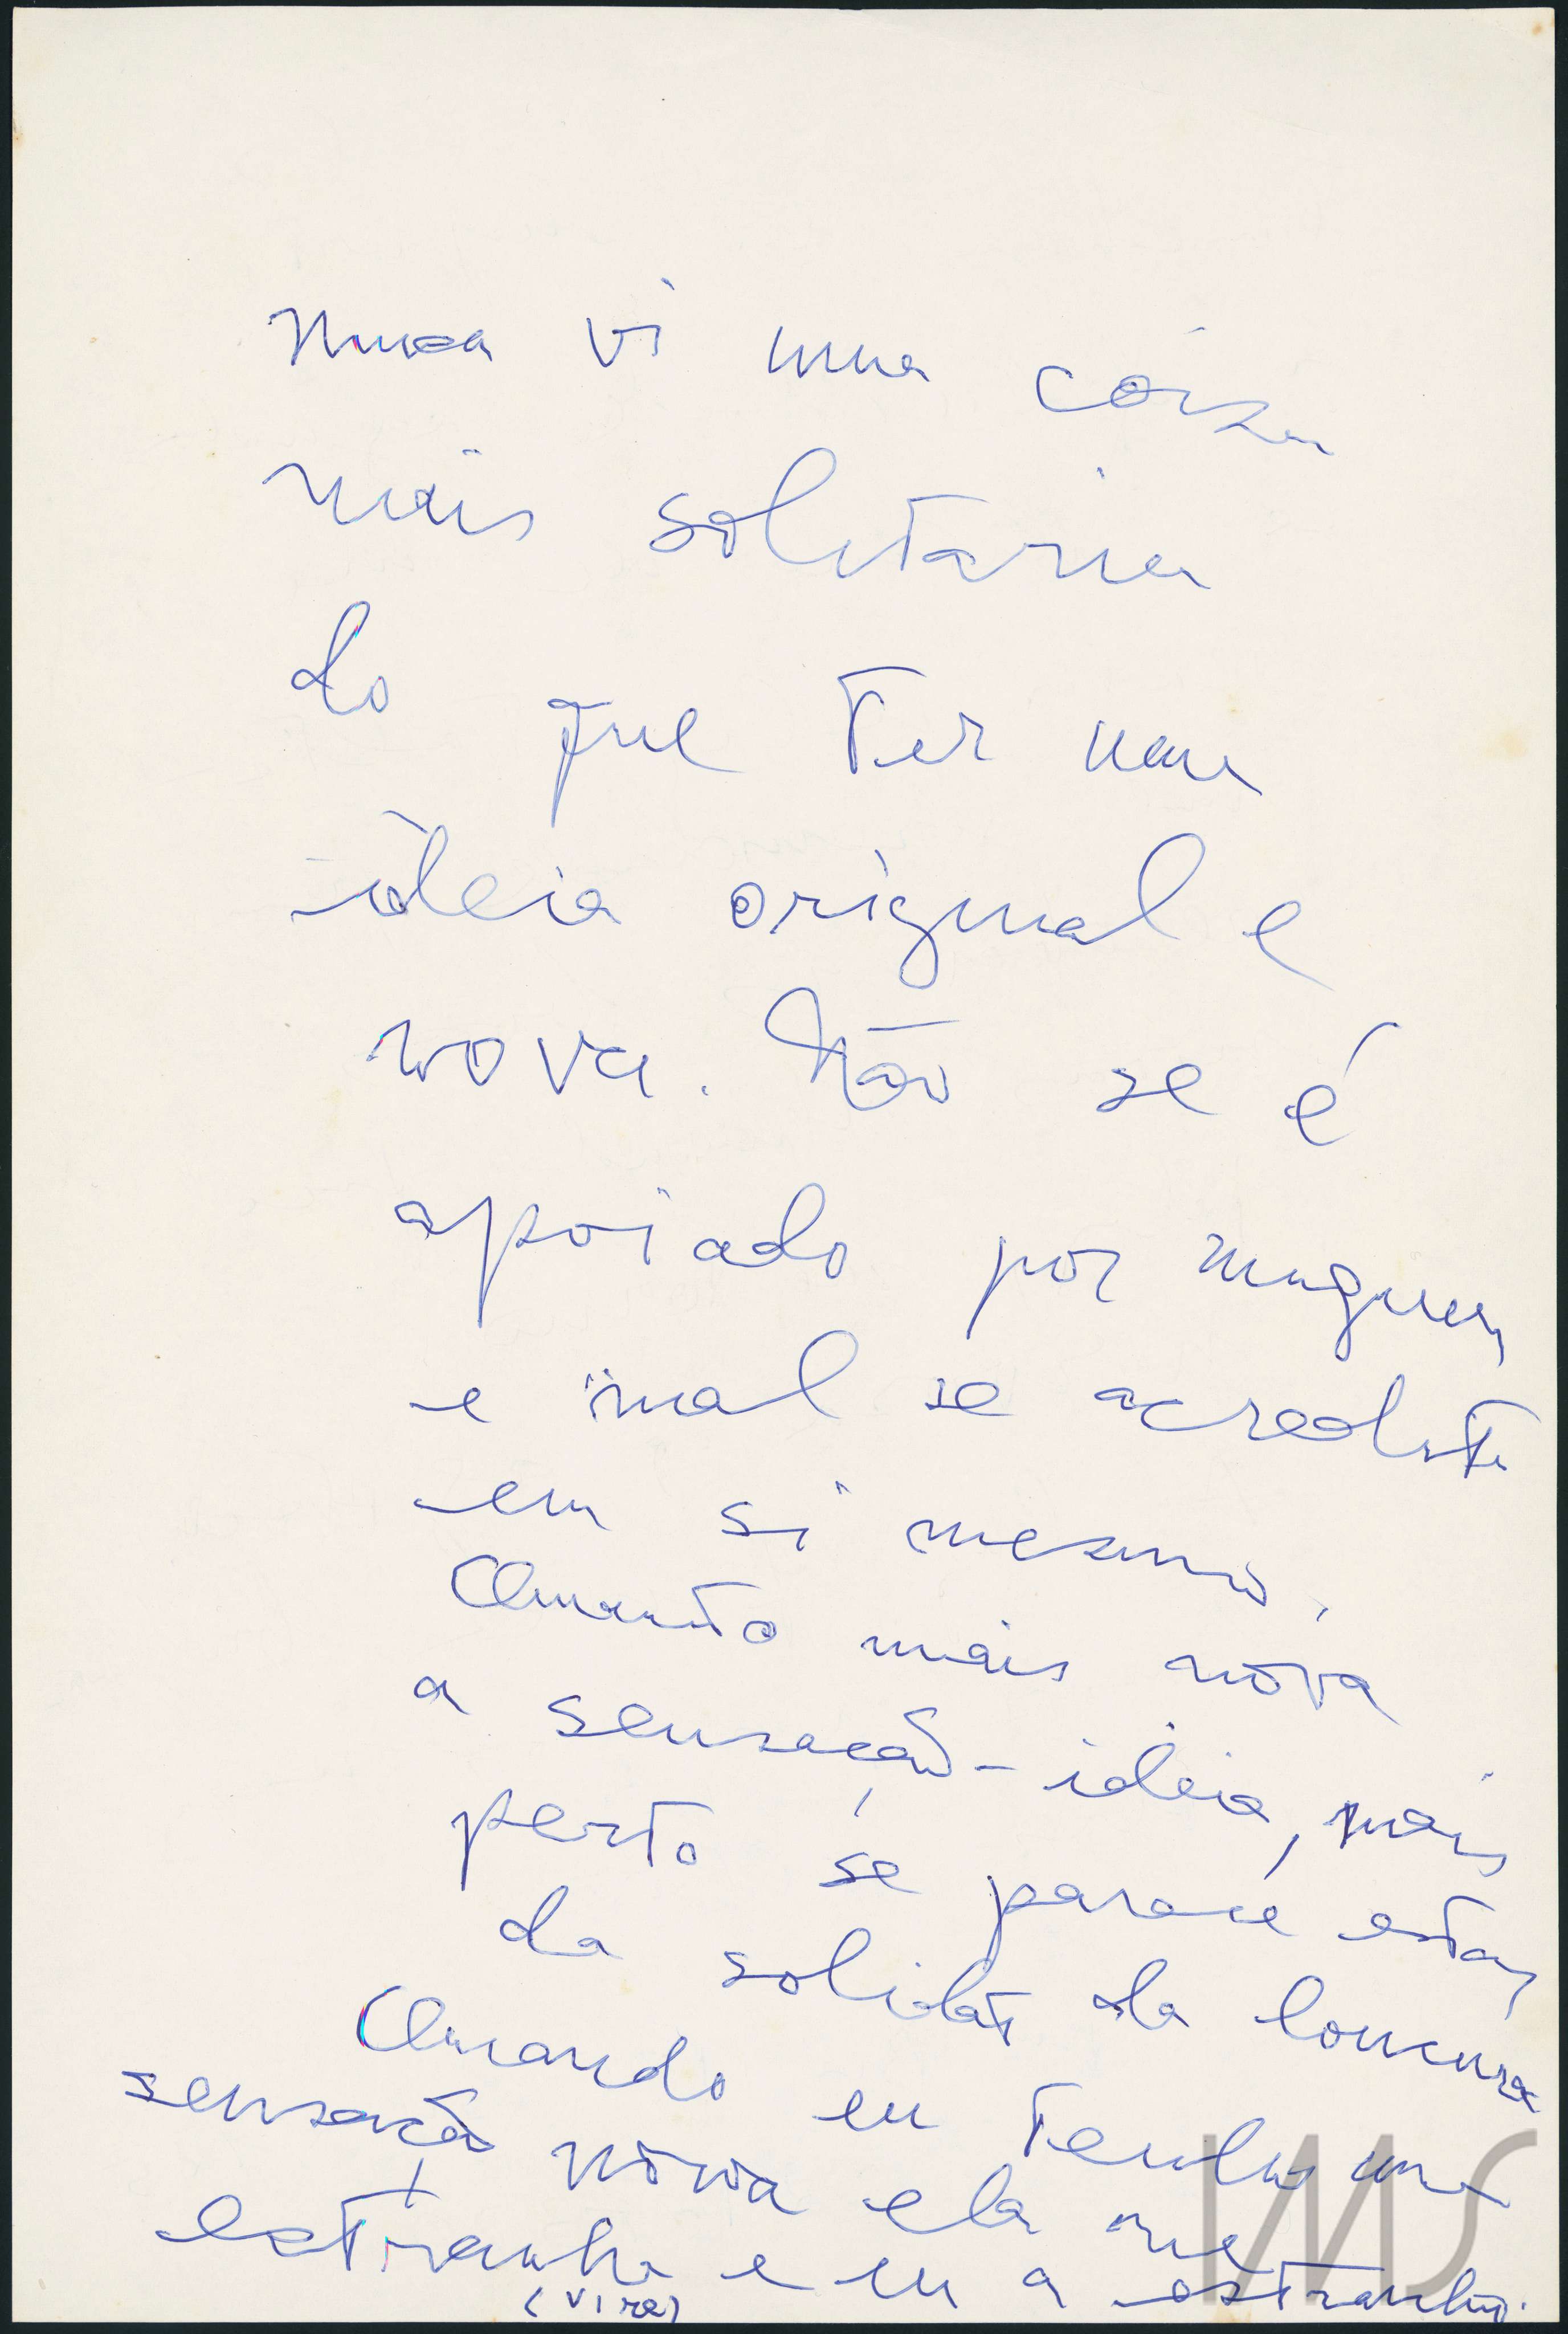 Nunca vi uma coisa
mais solitaria
do que ter uma
idéia original e
nova. Não se é
apoiado por ninguem
e mal se acredita
em si mesmo.
Quanto mais nova
a sensação-idéia, mais
perto se parece estar
da solidão da loucura
Quando eu tenho uma
sensação nova ela me
estranha e eu a estranho.
(vire)
IMS